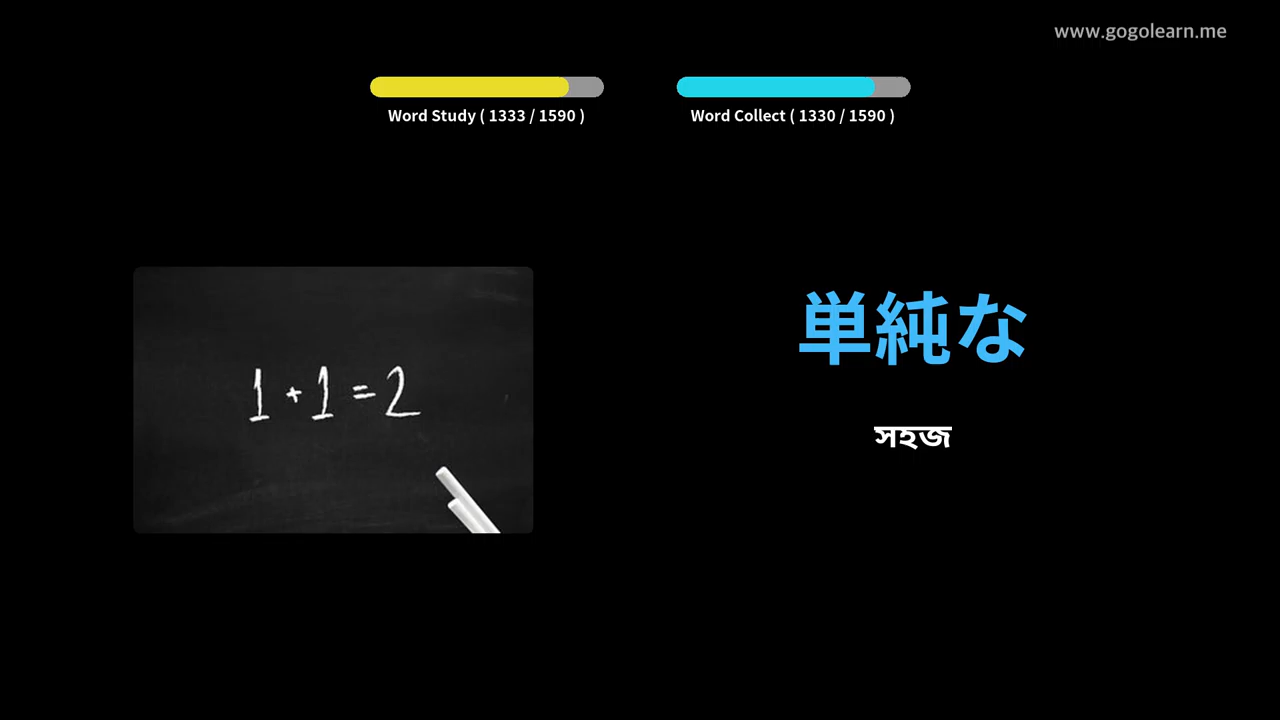 www.gogolearn.me
Word Study ( 1333 / 1590 )
Word Collect ( 1330 / 1590 )
1 + 1 = 2
単純な
সহজ